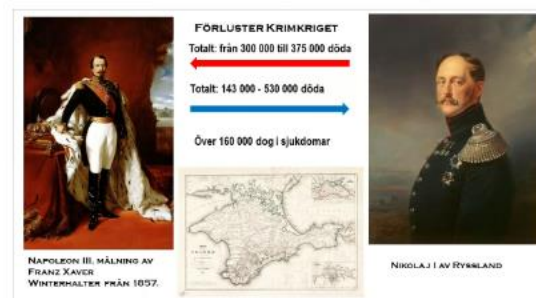 FÖRLUSTER KRIMKRIGET
Totalt: från 300 000 till 375 000 döda
Totalt: 143 000 - 530 000 döda
Över 160 000 dog i sjukdomar
NAPOLEON III. MÅLNING AV
FRANZ XAVER
WINTERHALTER FRÅN 1857.
NIKOLAJ I AV RYSSLAND